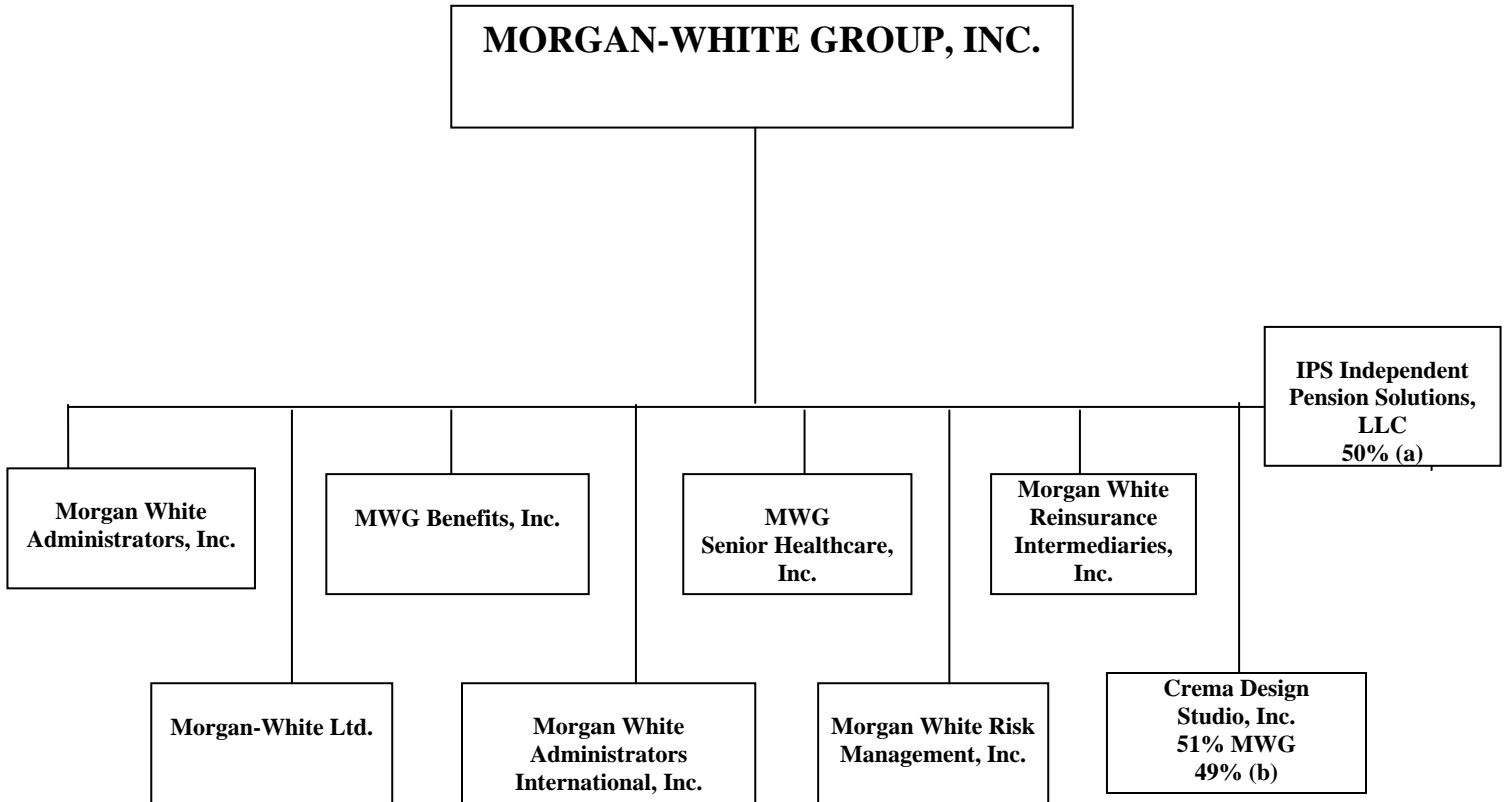 MORGAN-WHITE GROUP, INC.
IPS Independent
Pension Solutions,
LLC
50% (a)
Morgan White
Administrators, Inc.
MWG Benefits, Inc.
MWG
Senior Healthcare,
Inc.
Morgan White
Reinsurance
Intermediaries,
Inc.
Morgan-White Ltd.
Morgan White
Administrators
International, Inc.
Morgan White Risk
Management, Inc.
Crema Design
Studio, Inc.
51% MWG
49% (b)